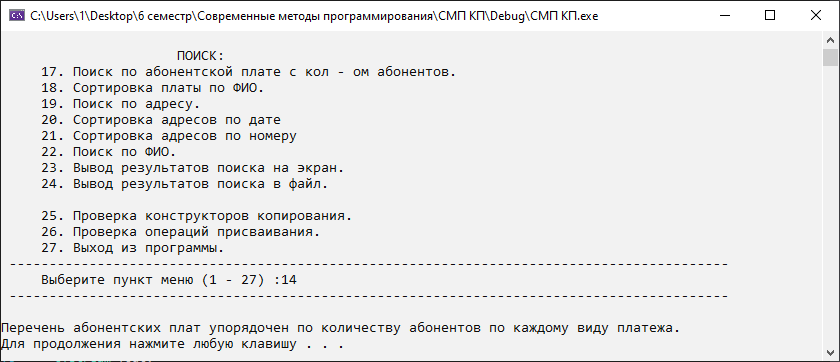 C:\Users\1\Desktop\6 семестр\Современные методы программирования\СМП КП\Debug\СМП КП.exe
ПОИСК:
17. Поиск по абонентской плате с кол - ом абонентов.
18. Сортировка платы по ФИО.
19. Поиск по адресу.
20. Сортировка адресов по дате
21. Сортировка адресов по номеру
22. Поиск по ФИО.
23. Вывод результатов поиска на экран.
24. Вывод результатов поиска в файл.
25. Проверка конструкторов копирования.
26. Проверка операций присваивания.
27. Выход из программы.
------------------------------------------------------------------------------------------
Выберите пункт меню (1 - 27) :14
------------------------------------------------------------------------------------------
Перечень абонентских плат упорядочен по количеству абонентов по каждому виду платежа.
Для продолжения нажмите любую клавишу . . .